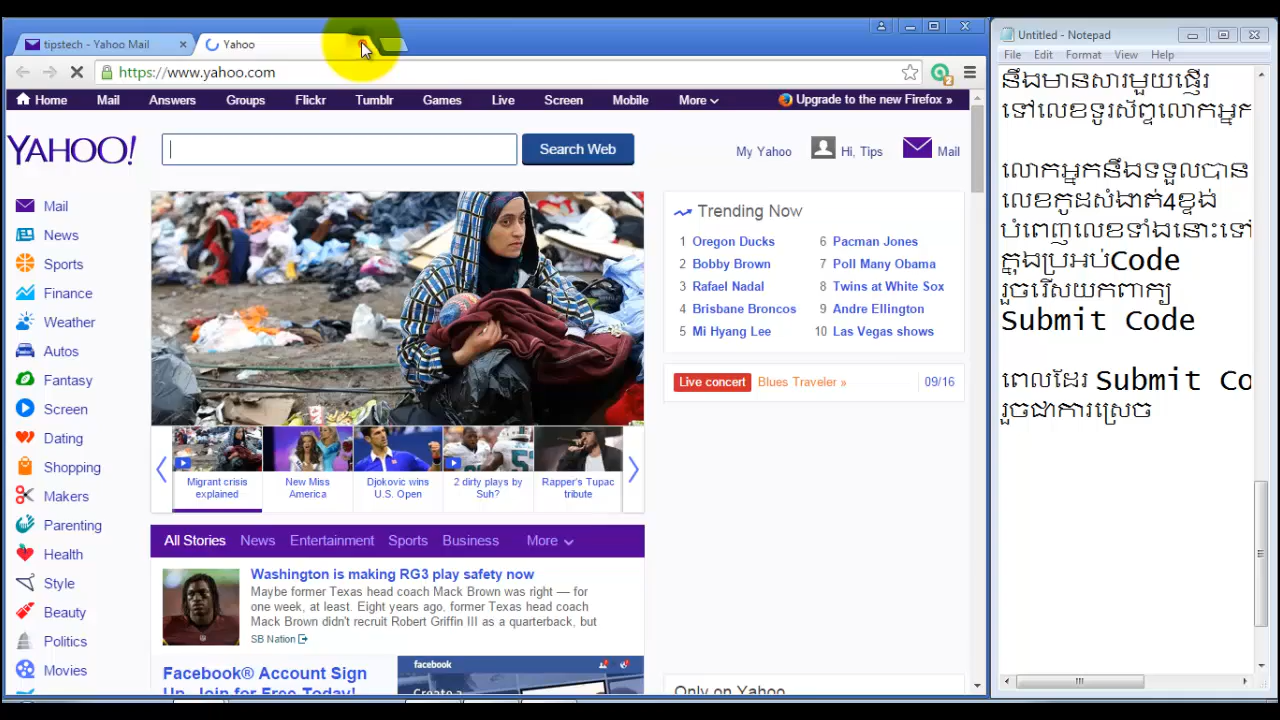 tipstech - Yahoo Mail
Yahoo
https://www.yahoo.com
Home Mail Answers Groups Flickr Tumblr Games Live Screen Mobile More Upgrade to the new Firefox »
YAHOO!
Search Web
My Yahoo
Hi, Tips
Mail
Mail
News
Sports
Finance
Weather
Autos
Fantasy
Screen
Dating
Shopping
Makers
Parenting
Health
Style
Beauty
Politics
Movies
Migrant crisis explained
New Miss America
Djokovic wins U.S. Open
2 dirty plays by Suh?
Rapper's Tupac tribute
All Stories News Entertainment Sports Business More
Washington is making RG3 play safety now
Maybe former Texas head coach Mack Brown was right — for
one week, at least. Eight years ago, former Texas head
coach Mack Brown didn't recruit Robert Griffin III as a quarterback, but
SB Nation
Facebook® Account Sign
Up. Join for Free Today!
facebook
Create a
Trending Now
1 Oregon Ducks
2 Bobby Brown
3 Rafael Nadal
4 Brisbane Broncos
5 Mi Hyang Lee
6 Pacman Jones
7 Poll Many Obama
8 Twins at White Sox
9 Andre Ellington
10 Las Vegas shows
Live concert Blues Traveler » 09/16
Only on Yahoo
Untitled - Notepad
File Edit Format View Help
នឹងមានសារមួយផ្ញើរ
ទៅលេខទូរស័ព្ទលោកអ្នក
លោកអ្នកនឹងទទួលបាន
លេខកូដសំងាត់4ខ្ទង់
បំពេញលេខទាំងនោះទៅ
ក្នុងប្រអប់Code
រួចរើសយកពាក្យ
Submit Code
ពេលដែរ Submit Co
រួចជាការស្រេច